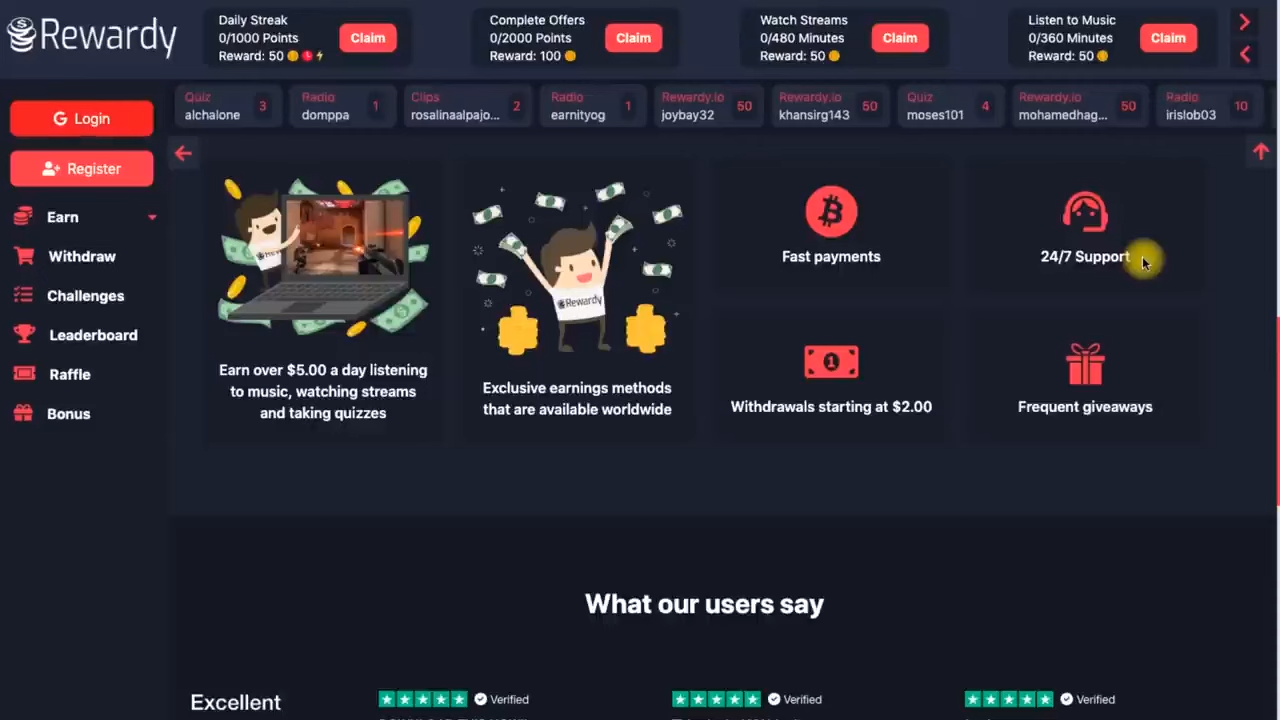 Rewardy
Daily Streak
0/1000 Points
Reward: 50
Claim
Complete Offers
0/2000 Points
Reward: 100
Claim
Watch Streams
0/480 Minutes
Reward: 50
Claim
Listen to Music
0/360 Minutes
Reward: 50
Claim
Quiz
alchalone
3
Radio
domppa
1
Clips
rosalinaalpajo...
2
Radio
earnityog
1
Rewardy.io
joybay32
50
Rewardy.io
khansirg143
50
Quiz
moses101
4
Rewardy.io
mohamedhag...
50
Radio
irislob03
10
Login
Register
Earn
Withdraw
Challenges
Leaderboard
Raffle
Bonus
Earn over $5.00 a day listening
to music, watching streams
and taking quizzes
Rewardy
Exclusive earnings methods
that are available worldwide
Fast payments
24/7 Support
Withdrawals starting at $2.00
Frequent giveaways
What our users say
Excellent
Verified
Verified
Verified